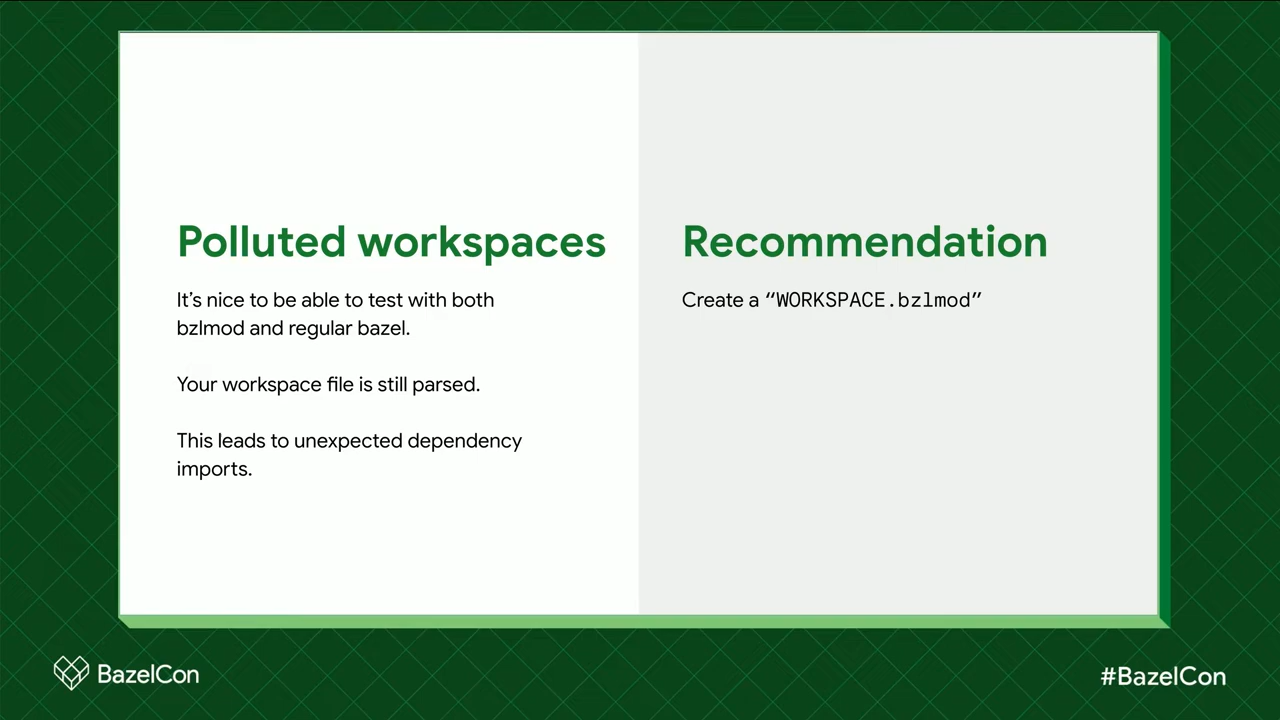 Polluted workspaces
It’s nice to be able to test with both
bzlmod and regular bazel.
Your workspace file is still parsed.
This leads to unexpected dependency
imports.
Recommendation
Create a “WORKSPACE.bzlmod”
BazelCon
#BazelCon